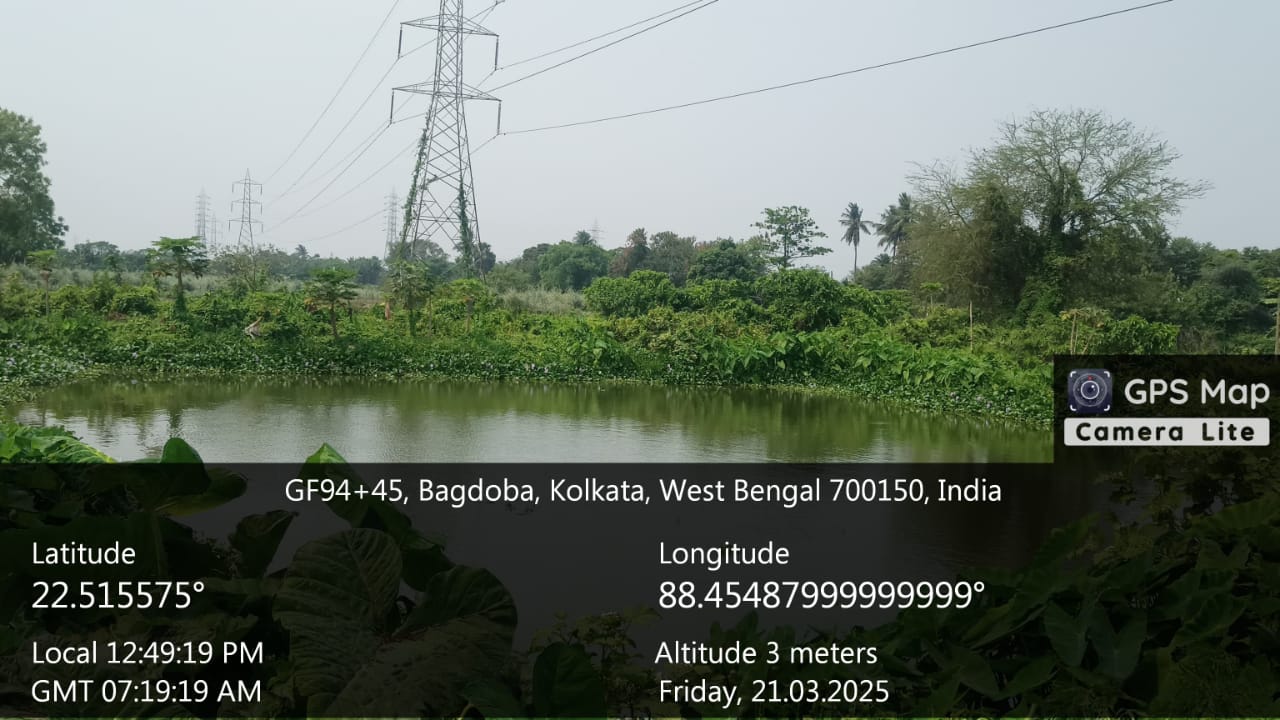 GPS Map
Camera Lite
GF94+45, Bagdoba, Kolkata, West Bengal 700150, India
Latitude
22.515575°
Longitude
88.45487999999999°
Local 12:49:19 PM
GMT 07:19:19 AM
Altitude 3 meters
Friday, 21.03.2025